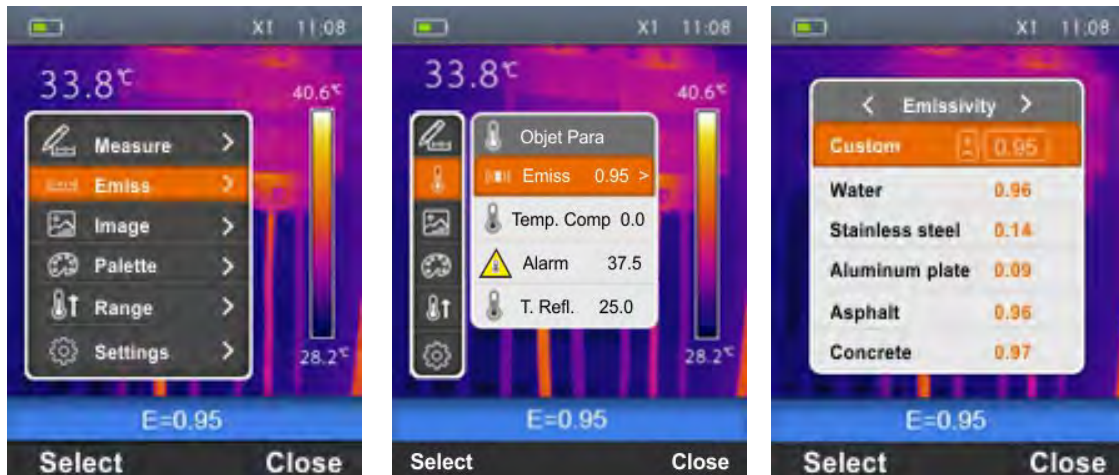 X1 11:08
33.8℃
40.6℃
Measure >
Emiss >
Image >
Palette >
Range >
Settings >
28.2℃
E=0.95
Select Close
X1 11:08
33.8℃
40.6℃
Objet Para
Emiss 0.95 >
Temp. Comp 0.0
Alarm 37.5
T. Refl. 25.0
28.2℃
E=0.95
Select Close
X1 11:08
< Emissivity >
Custom 0.95
Water 0.96
Stainless steel 0.14
Aluminum plate 0.09
Asphalt 0.96
Concrete 0.97
E=0.95
Select Close